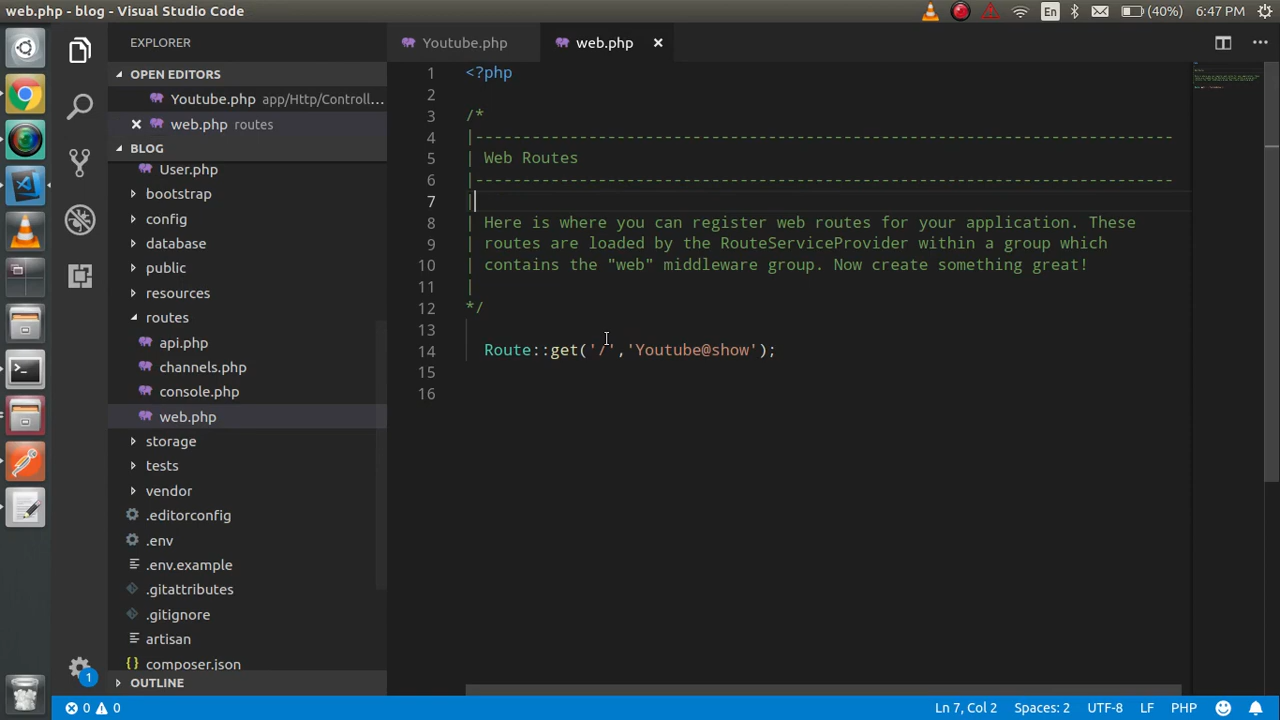 web.php - blog - Visual Studio Code
En
(40%)
6:47 PM
EXPLORER
OPEN EDITORS
Youtube.php app/Http/Controll...
web.php routes
BLOG
User.php
bootstrap
config
database
public
resources
routes
api.php
channels.php
console.php
web.php
storage
tests
vendor
.editorconfig
.env
.env.example
.gitattributes
.gitignore
artisan
{} composer.json
OUTLINE
1
Youtube.php
web.php
1 <?php
2
3 /*
4 |--------------------------------------------------------------------------
5 | Web Routes
6 |--------------------------------------------------------------------------
7 |
8 | Here is where you can register web routes for your application. These
9 | routes are loaded by the RouteServiceProvider within a group which
10 | contains the "web" middleware group. Now create something great!
11 |
12 */
13
14 Route::get('/','Youtube@show');
15
16
0 0
Ln 7, Col 2
Spaces: 2
UTF-8
LF
PHP